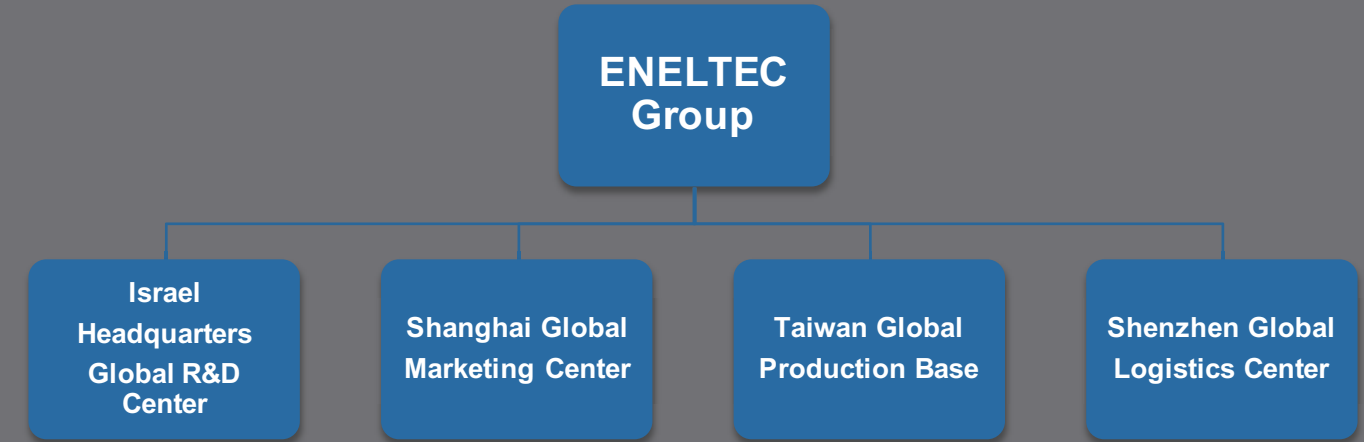 ENELTEC
Group
Israel
Headquarters
Global R&D
Center
Shanghai Global
Marketing Center
Taiwan Global
Production Base
Shenzhen Global
Logistics Center